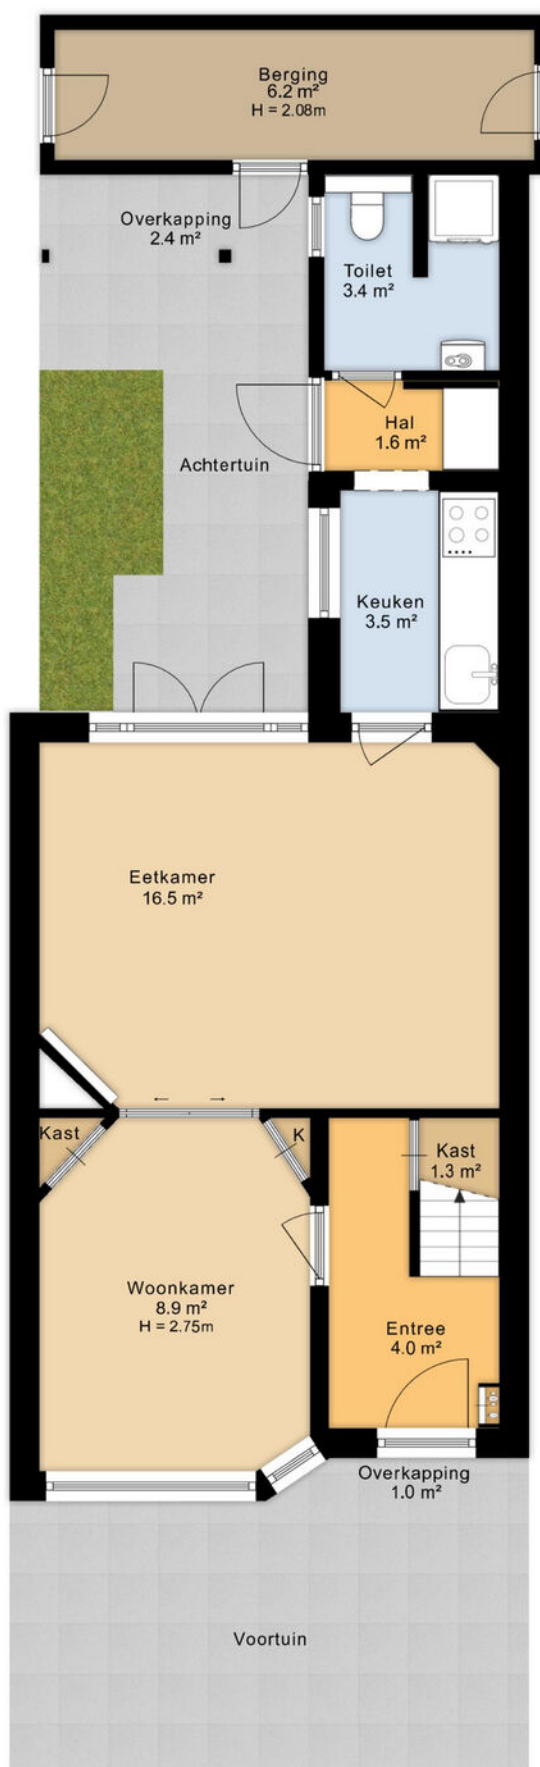 Berging
6.2 m²
H = 2.08m
Overkapping
2.4 m²
Toilet
3.4 m²
Hal
1.6 m²
Achtertuin
Keuken
3.5 m²
Eetkamer
16.5 m²
Kast
K
Kast
1.3 m²
Woonkamer
8.9 m²
H = 2.75m
Entree
4.0 m²
Overkapping
1.0 m²
Voortuin